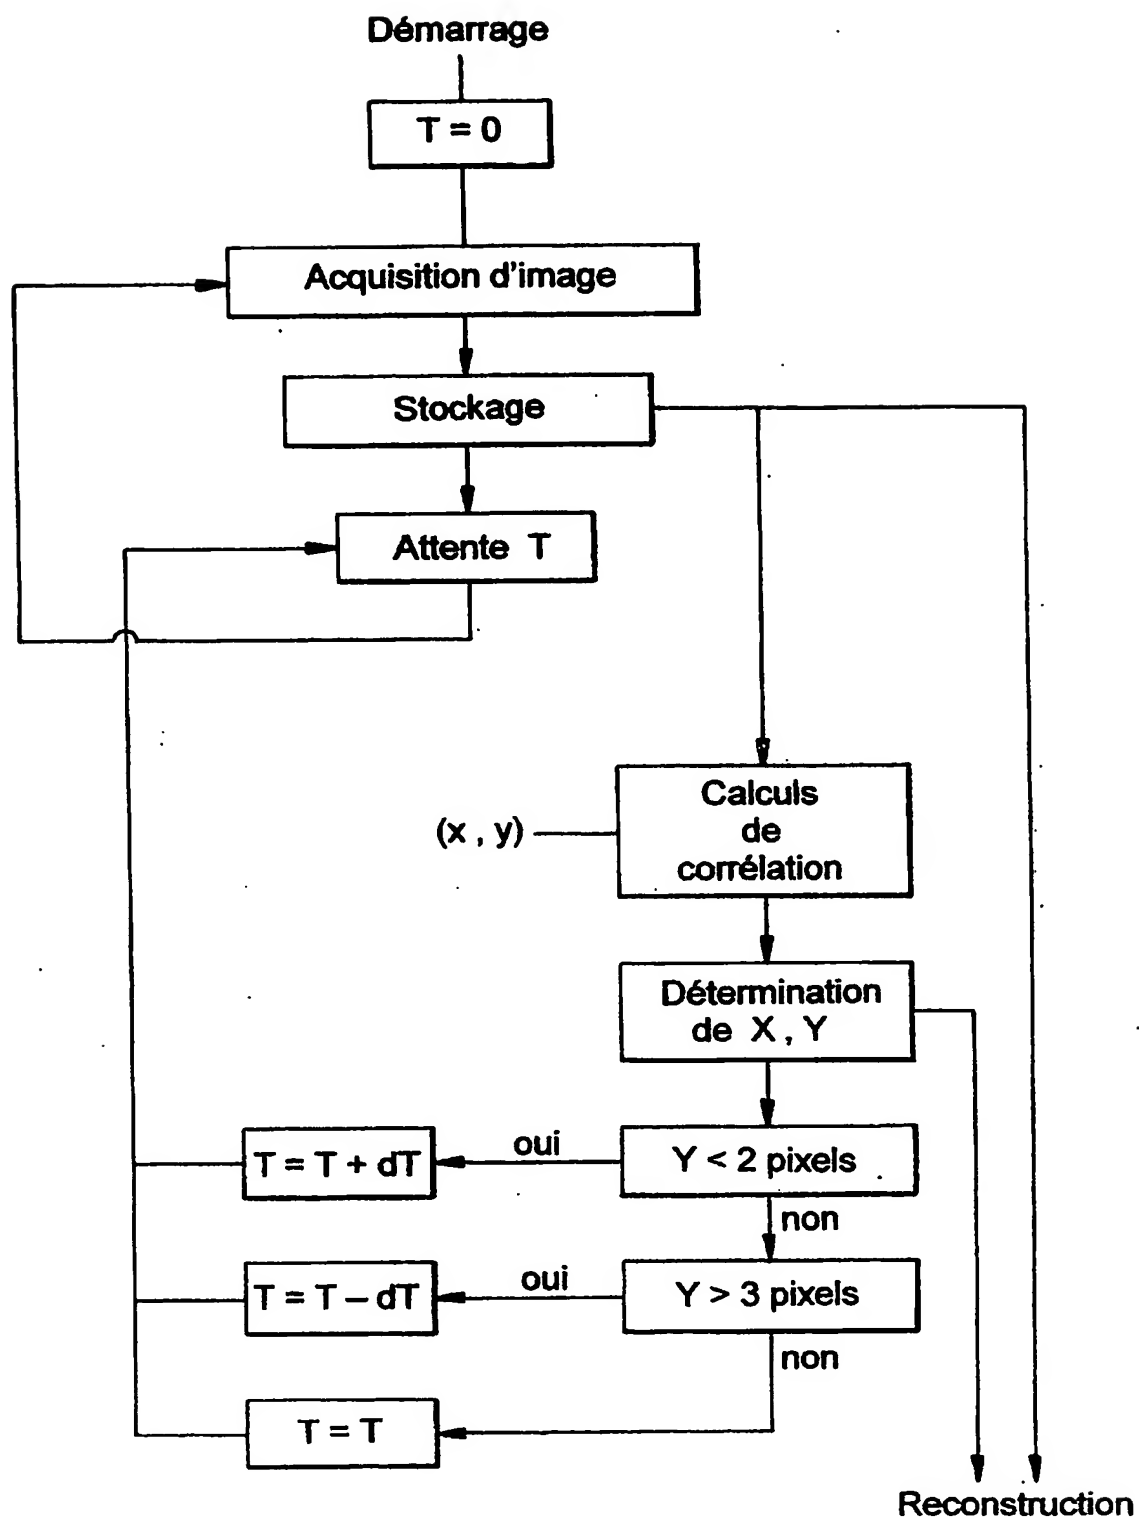 Démarrage
T = 0
Acquisition d'image
Stockage
Attente T
Calculs
de
corrélation
(x , y)
Détermination
de X , Y
Y < 2 pixels
oui
T = T + dT
non
Y > 3 pixels
oui
T = T – dT
non
T = T
Reconstruction